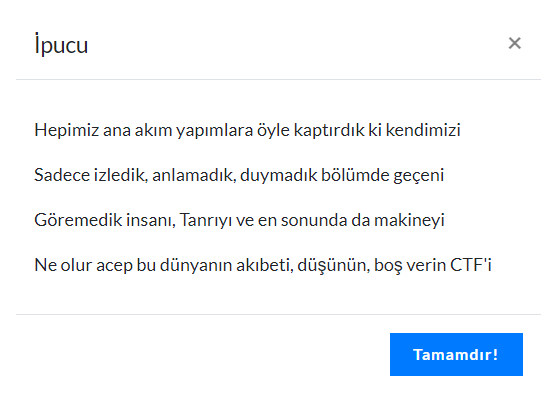 İpucu
×
Hepimiz ana akım yapımlara öyle kaptırdık ki kendimizi
Sadece izledik, anlamadık, duymadık bölümde geçeni
Göremedik insanı, Tanrıyı ve en sonunda da makineyi
Ne olur acep bu dünyanın akıbeti, düşünün, boş verin CTF'i
Tamamdır!